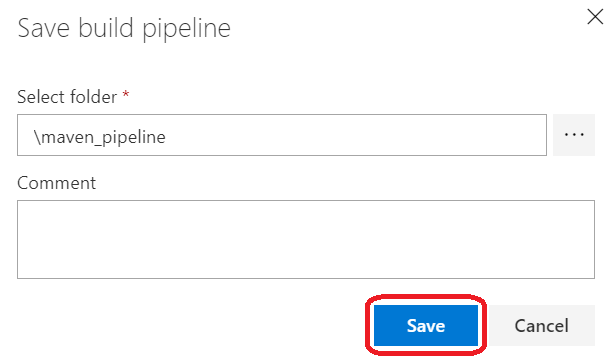 Save build pipeline
Select folder *
\maven_pipeline
...
Comment
Save
Cancel